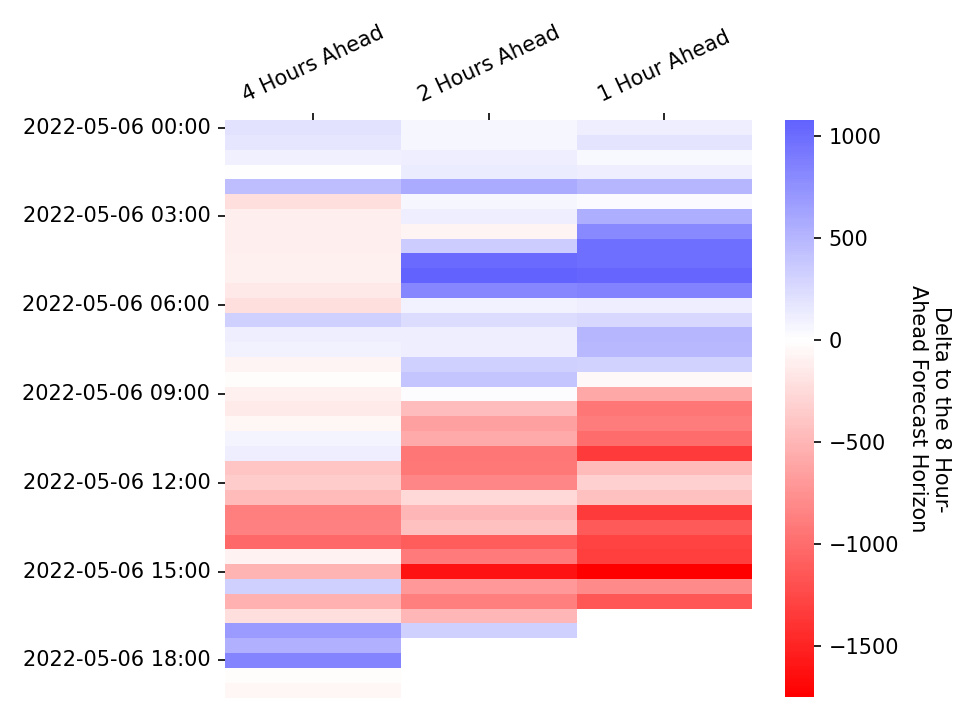 4 Hours Ahead
2 Hours Ahead
1 Hour Ahead
2022-05-06 00:00
2022-05-06 03:00
2022-05-06 06:00
2022-05-06 09:00
2022-05-06 12:00
2022-05-06 15:00
2022-05-06 18:00
1000
500
0
−500
−1000
−1500
Delta to the 8 Hour-
Ahead Forecast Horizon